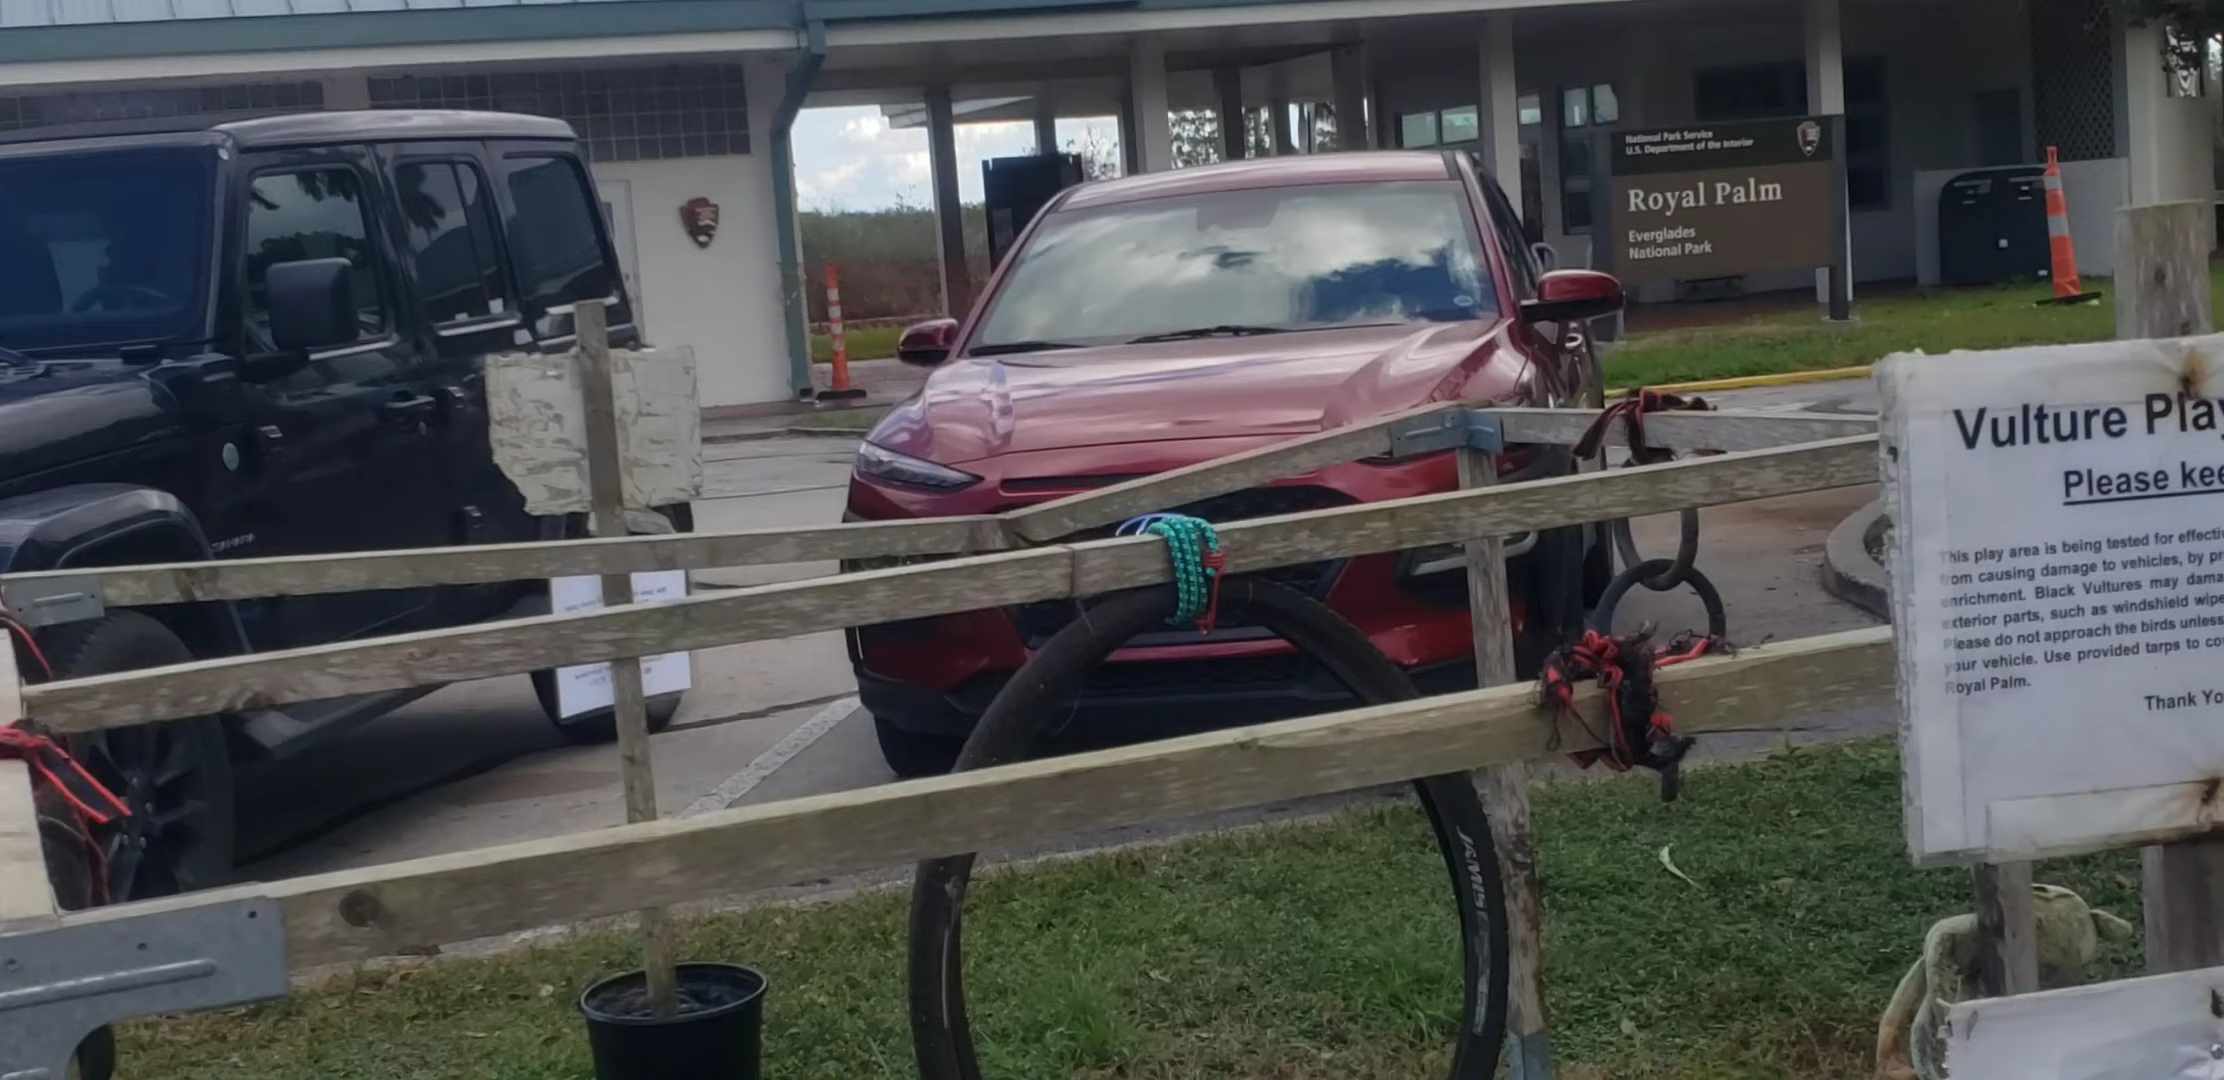 National Park Service
U.S. Department of the Interior
Royal Palm
Everglades
National Park
Vulture Play
Please kee
This play area is being tested for effectiv
from causing damage to vehicles, by pr
enrichment. Black Vultures may dama
exterior parts, such as windshield wipe
Please do not approach the birds unless
your vehicle. Use provided tarps to co
Royal Palm.
Thank Yo
JAMIS